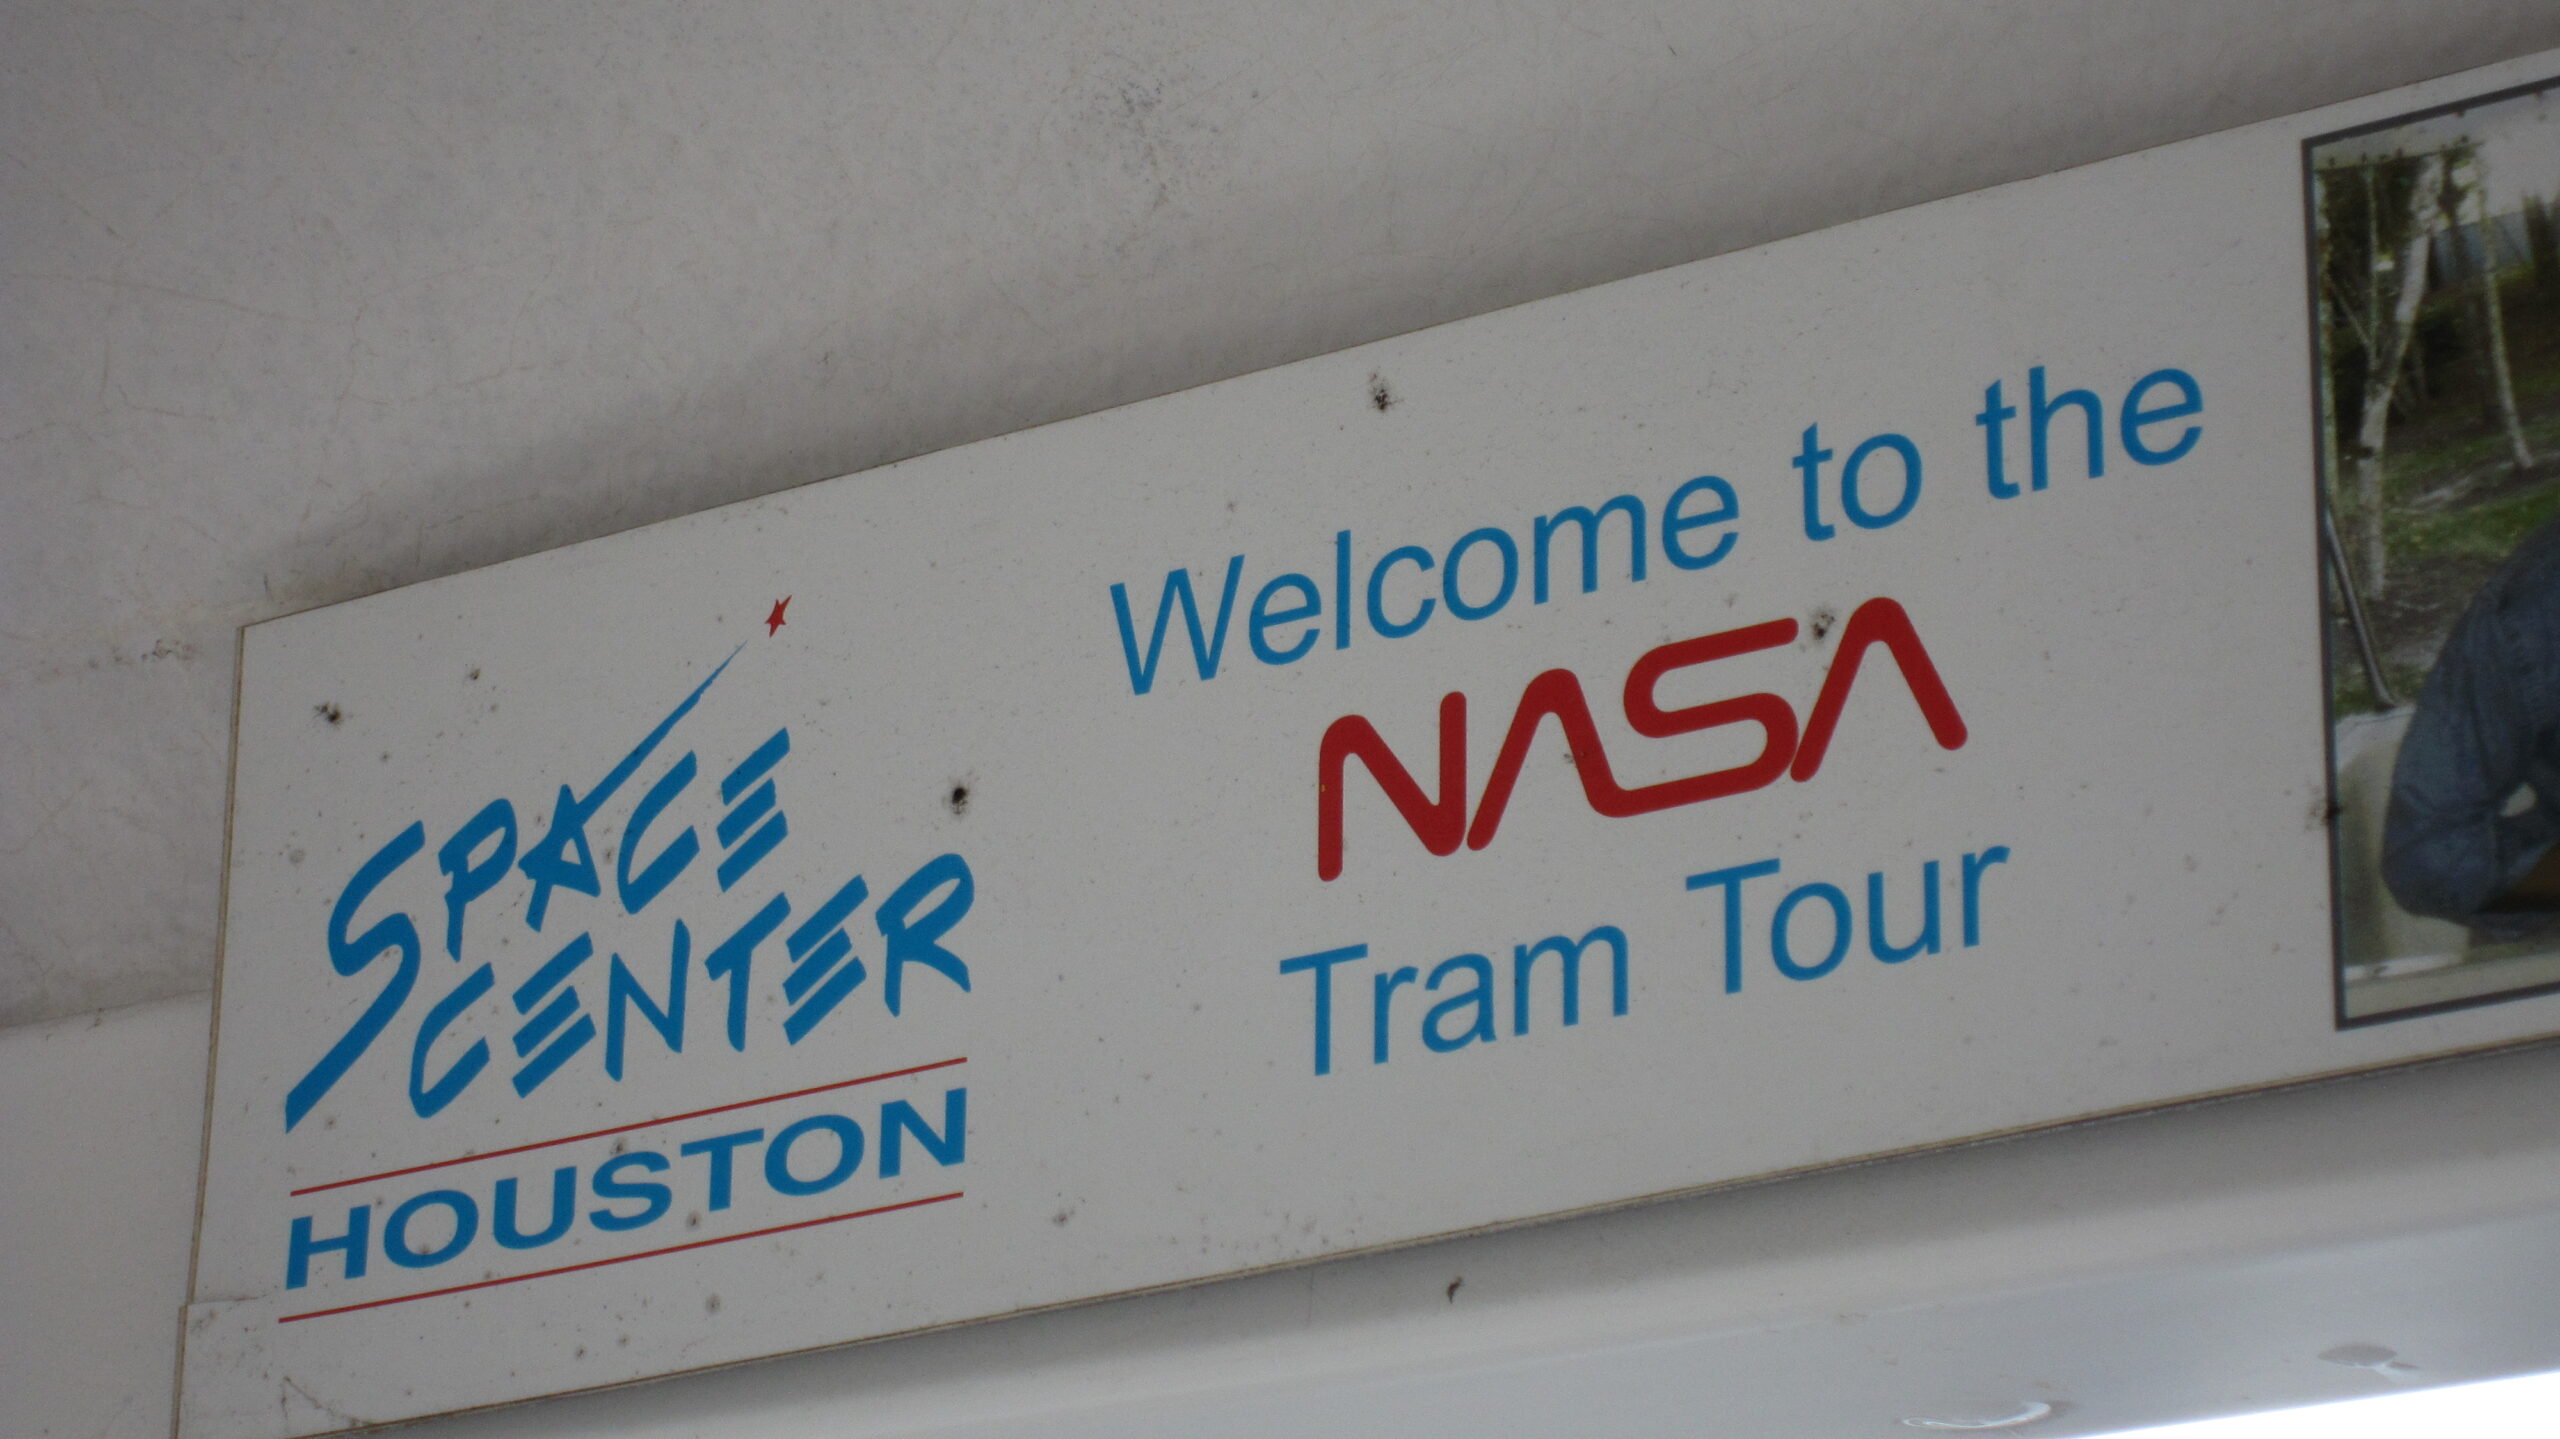 SPACE
CENTER
HOUSTON
Welcome to the
NASA
Tram Tour